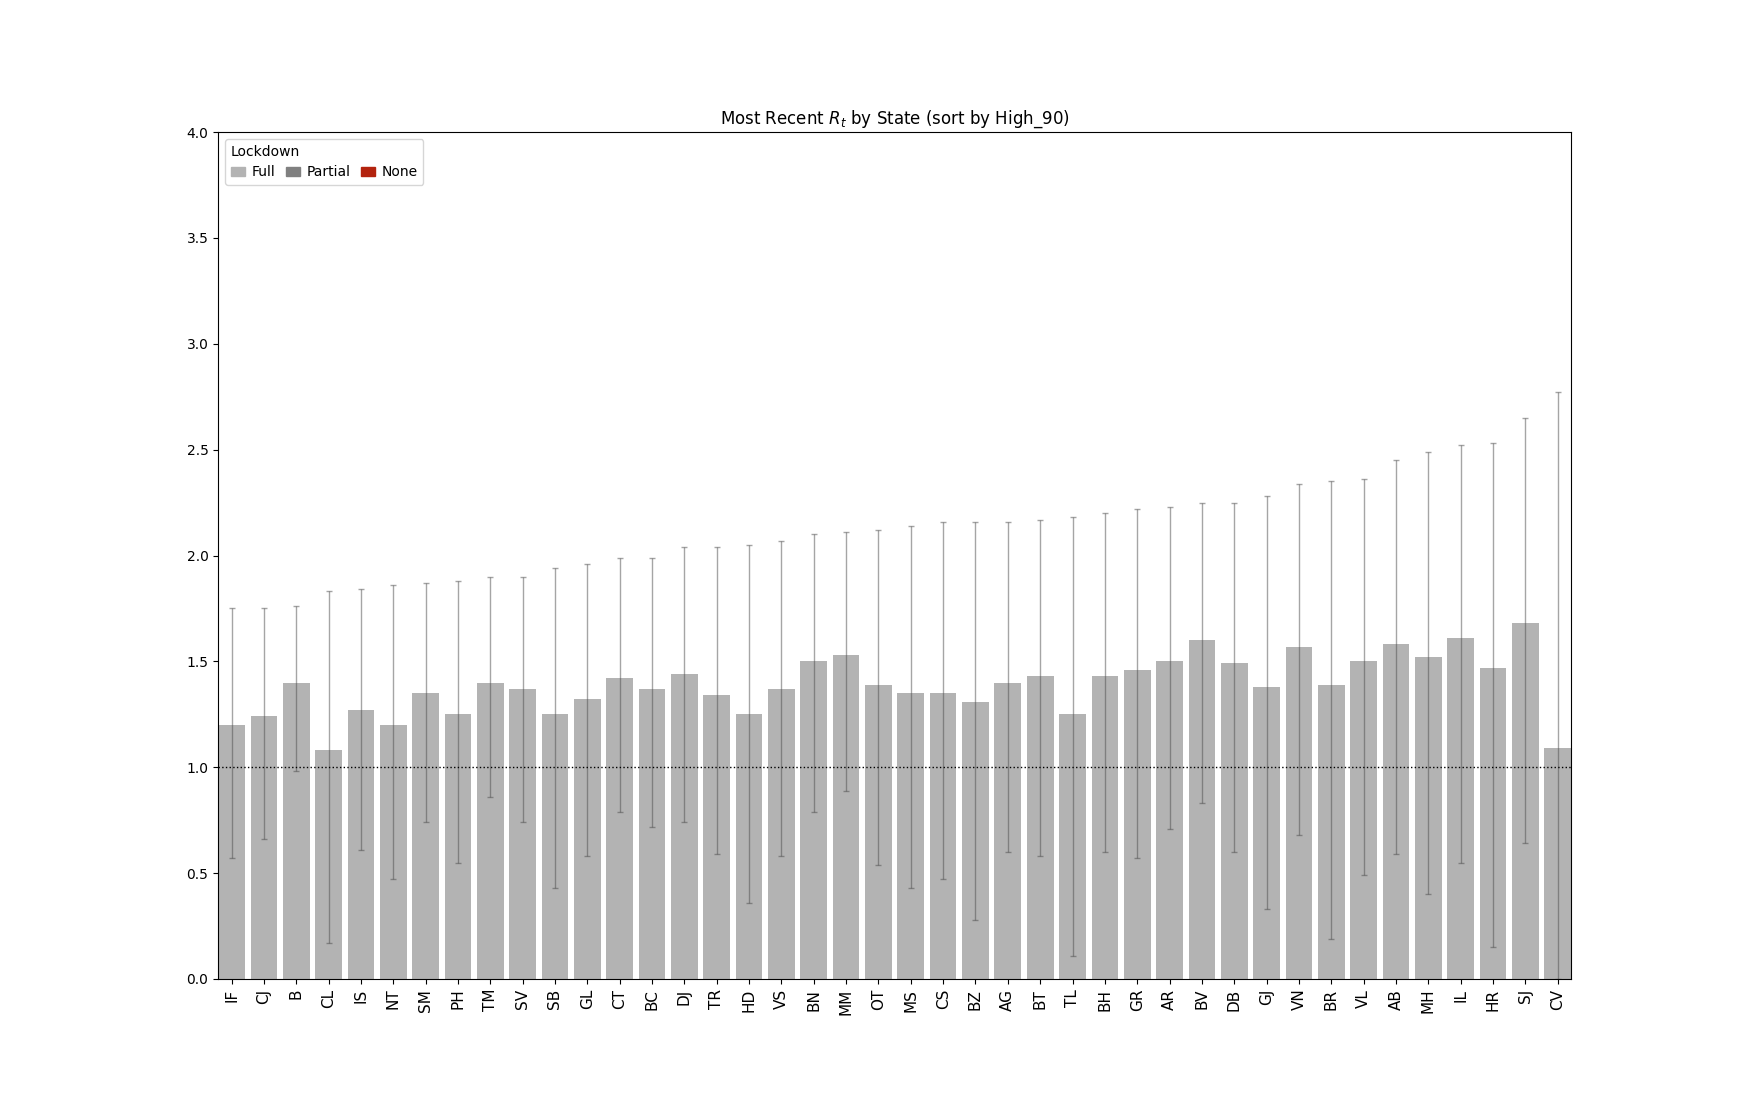 Most Recent R_t by State (sort by High_90)
Lockdown
Full Partial None
4.0
3.5
3.0
2.5
2.0
1.5
1.0
0.5
0.0
IF CJ B CL IS NT SM PH TM SV SB GL CT BC DJ TR HD VS BN MM OT MS CS BZ AG BT TL BH GR AR BV DB GJ VN BR VL AB MH IL HR SJ CV